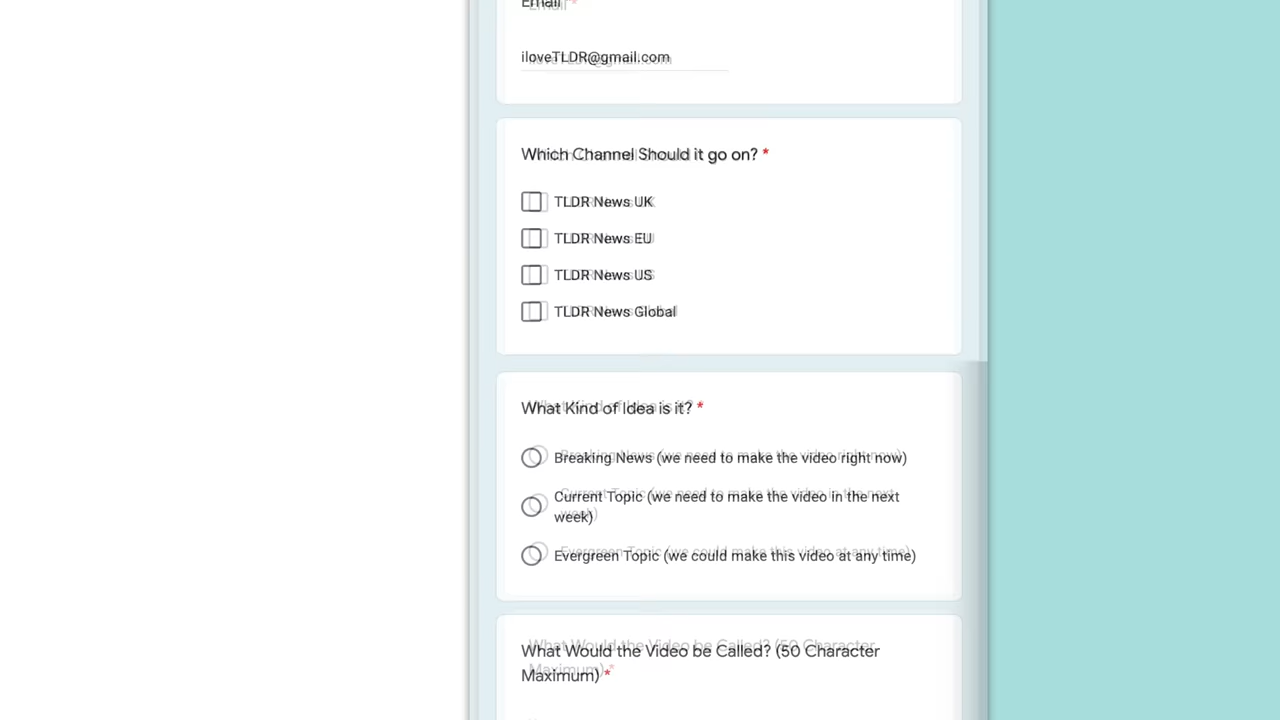 Email *
iloveTLDR@gmail.com
Which Channel Should it go on? *
TLDR News UK
TLDR News EU
TLDR News US
TLDR News Global
What Kind of Idea is it? *
Breaking News (we need to make the video right now)
Current Topic (we need to make the video in the next
week)
Evergreen Topic (we could make this video at any time)
What Would the Video be Called? (50 Character
Maximum) *